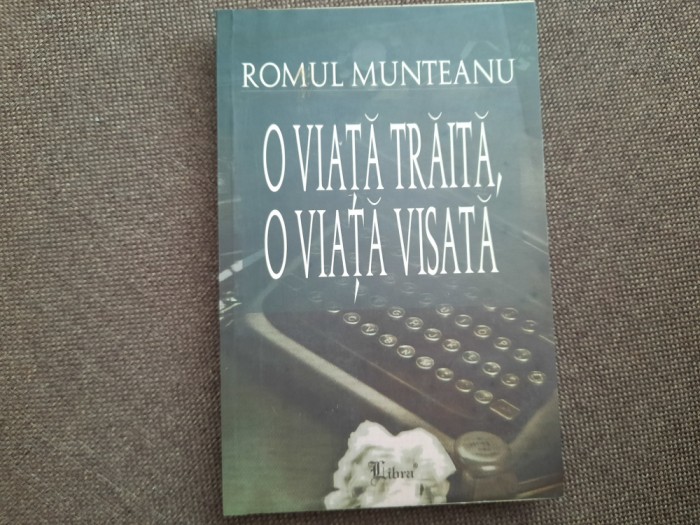 ROMUL MUNTEANU
O VIAȚĂ TRĂITĂ,
O VIAȚĂ VISATĂ
Libra